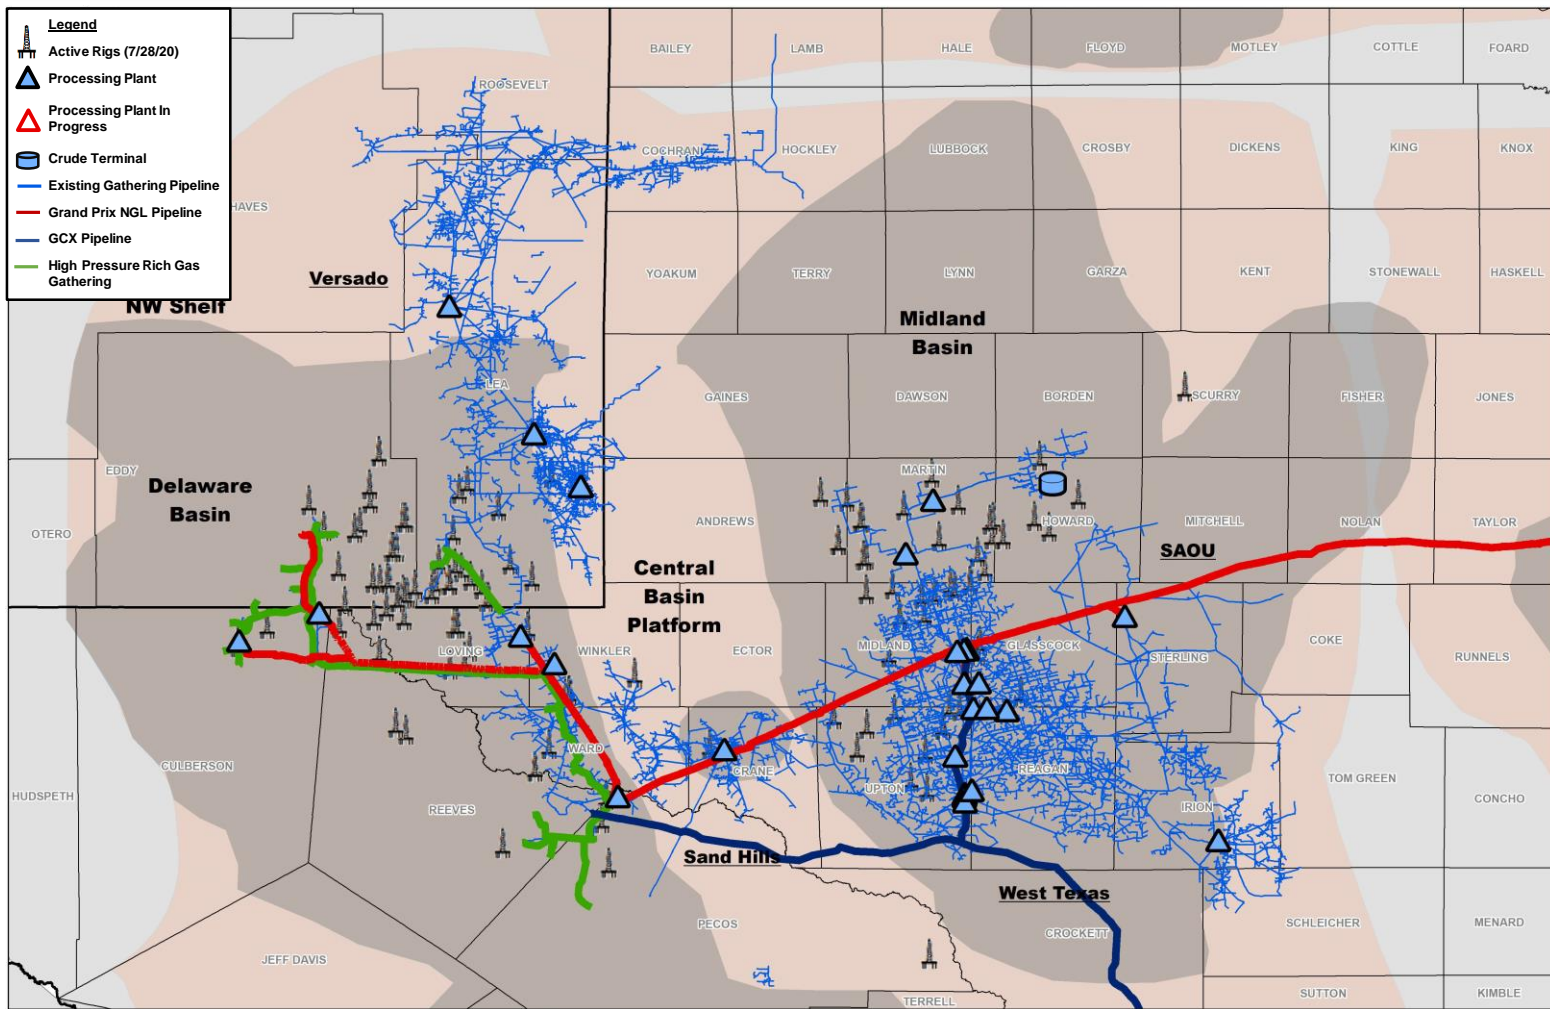 Legend
Active Rigs (7/28/20)
Processing Plant
Processing Plant In
Progress
Crude Terminal
Existing Gathering Pipeline
Grand Prix NGL Pipeline
GCX Pipeline
High Pressure Rich Gas
Gathering
BAILEY
LAMB
HALE
FLOYD
MOTLEY
COTTLE
FOARD
ROOSEVELT
COCHRAN
HOCKLEY
LUBBOCK
CROSBY
DICKENS
KING
KNOX
HAVES
Versado
NW Shelf
YOAKUM
TERRY
LYNN
GARZA
KENT
STONEWALL
HASKELL
Midland
Basin
LEA
GAINES
DAWSON
BORDEN
SCURRY
FISHER
JONES
EDDY
Delaware
Basin
MARTIN
OTERO
ANDREWS
HOWARD
MITCHELL
NOLAN
TAYLOR
SAOU
Central
Basin
Platform
LOVING
WINKLER
ECTOR
MIDLAND
GLASSCOCK
STERLING
COKE
RUNNELS
CULBERSON
WARD
CRANE
UPTON
REAGAN
IRION
TOM GREEN
HUDSPETH
REEVES
CONCHO
Sand Hills
West Texas
PECOS
CROCKETT
SCHLEICHER
MENARD
JEFF DAVIS
TERRELL
SUTTON
KIMBLE